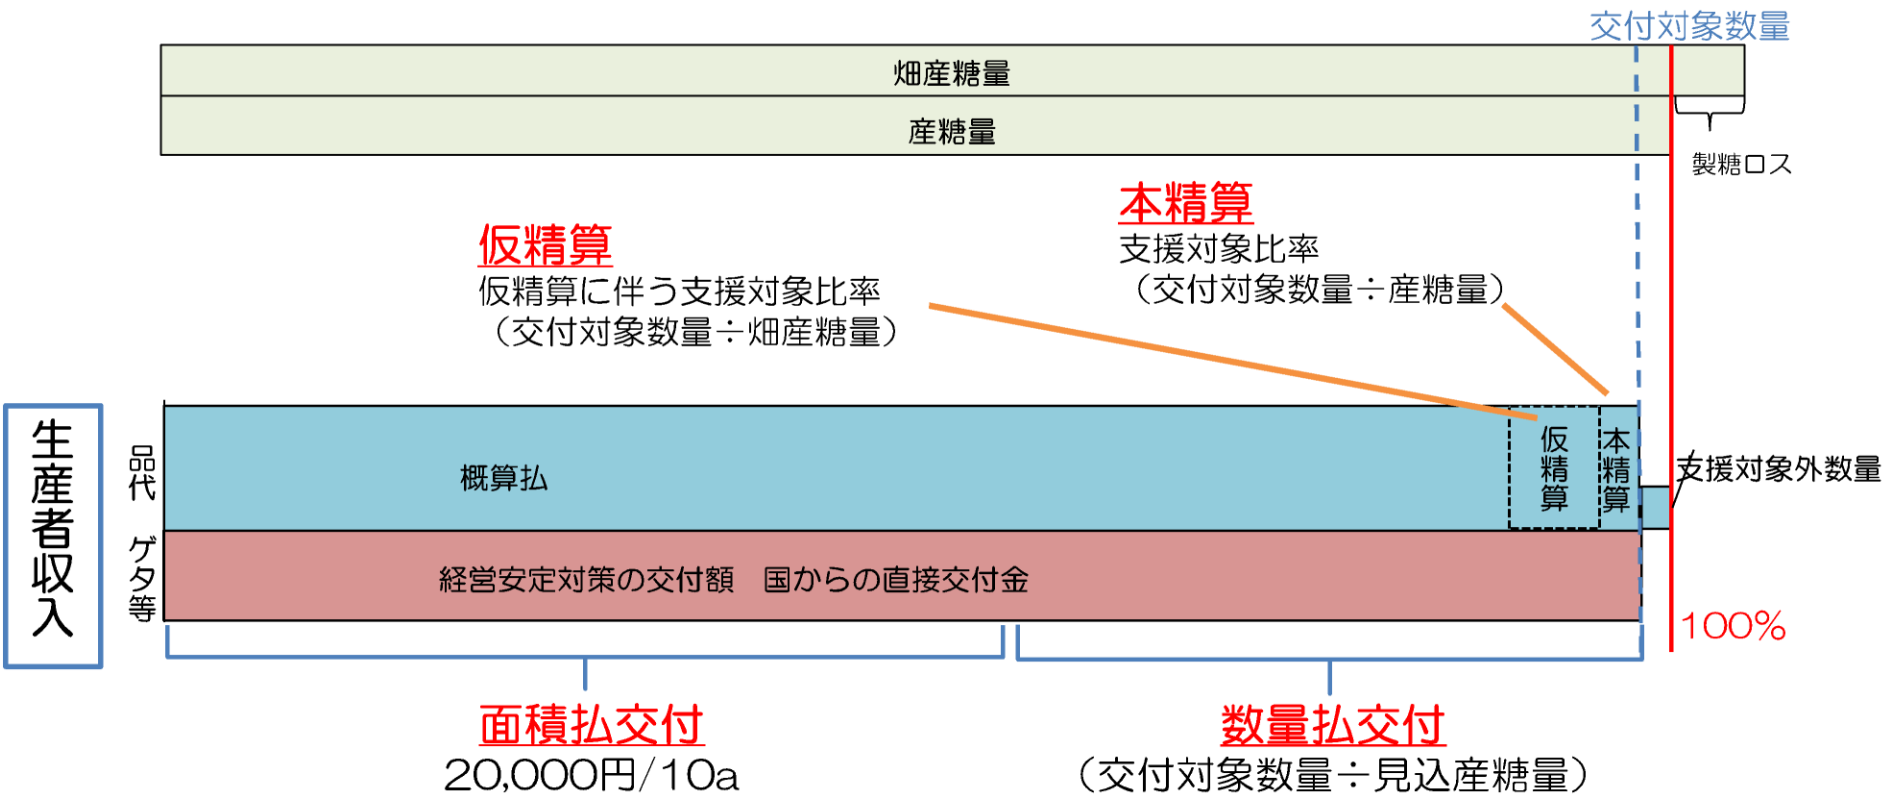 交付対象数量
畑産糖量
産糖量
製糖ロス
本精算
支援対象比率
（交付対象数量÷産糖量）
仮精算
仮精算に伴う支援対象比率
（交付対象数量÷畑産糖量）
生産者収入
品代
概算払
仮精算
本精算
支援対象外数量
ゲタ等
経営安定対策の交付額　国からの直接交付金
100%
面積払交付
20,000円/10a
数量払交付
（交付対象数量÷見込産糖量）